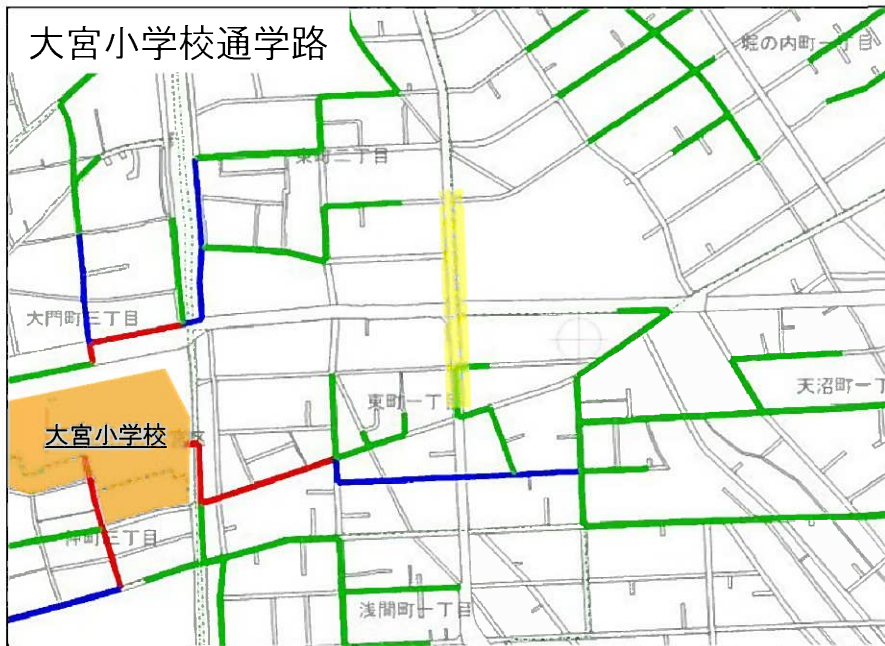 大宮小学校通学路
堀の内町一丁目
東町二丁目
大門町三丁目
天沼町一丁
東町一丁目
大宮小学校
仲町三丁目
浅間町一丁目